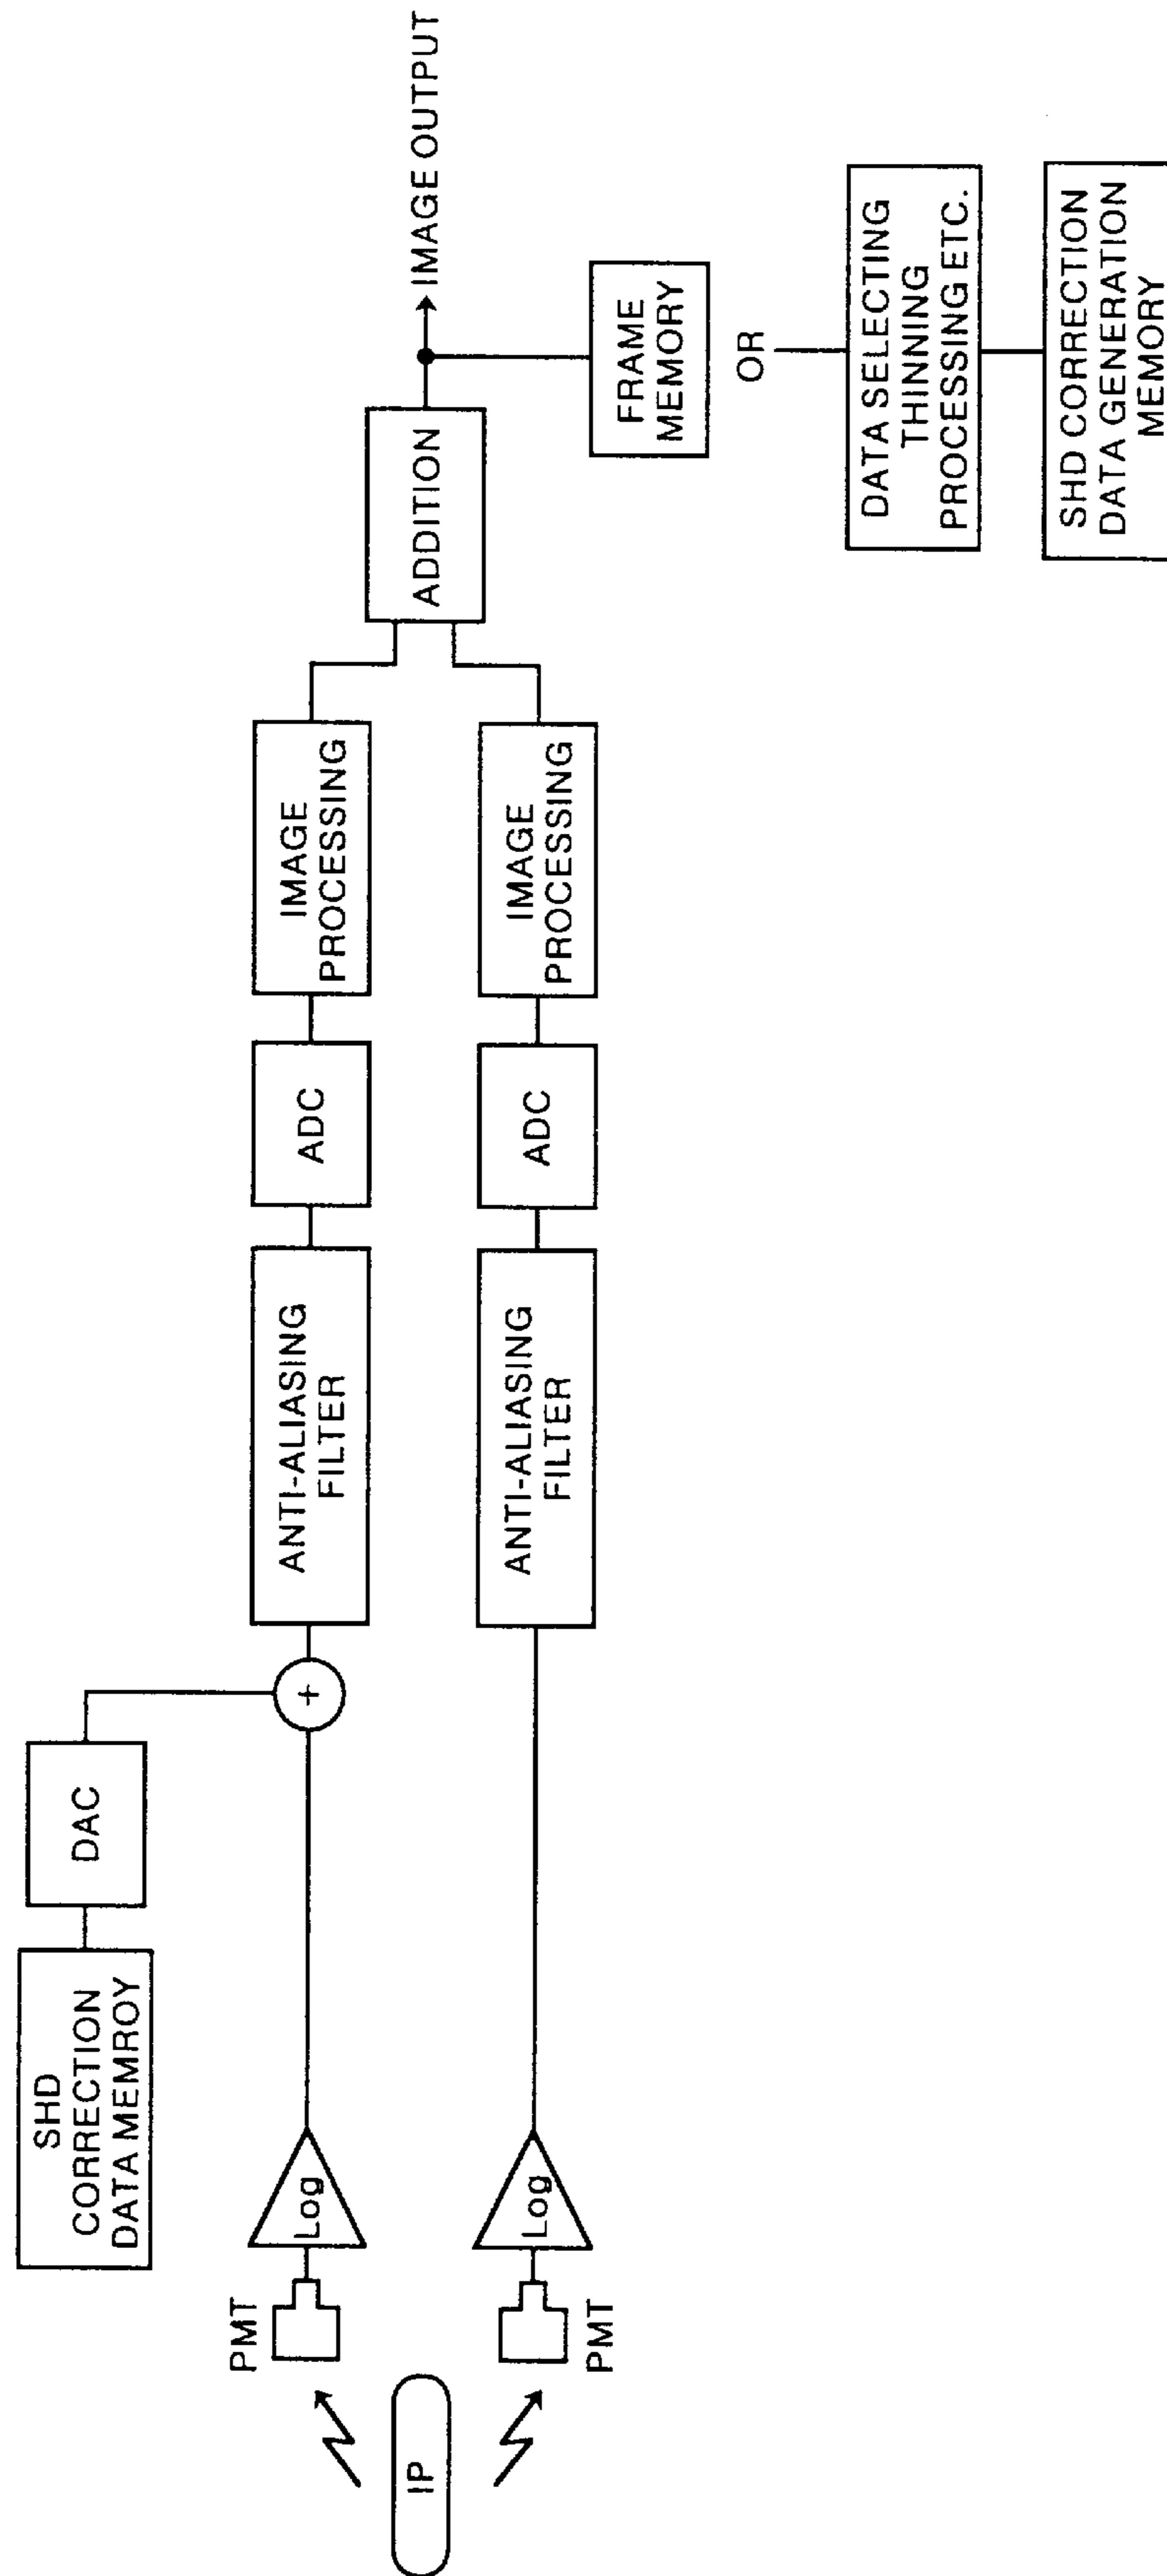 SHD
CORRECTION
DATA MEMROY
DAC
PMT
Log
+
ANTI-ALIASING
FILTER
ADC
IMAGE
PROCESSING
IP
PMT
Log
ANTI-ALIASING
FILTER
ADC
IMAGE
PROCESSING
ADDITION
IMAGE OUTPUT
FRAME
MEMORY
OR
DATA SELECTING
THINNING
PROCESSING ETC.
SHD CORRECTION
DATA GENERATION
MEMORY